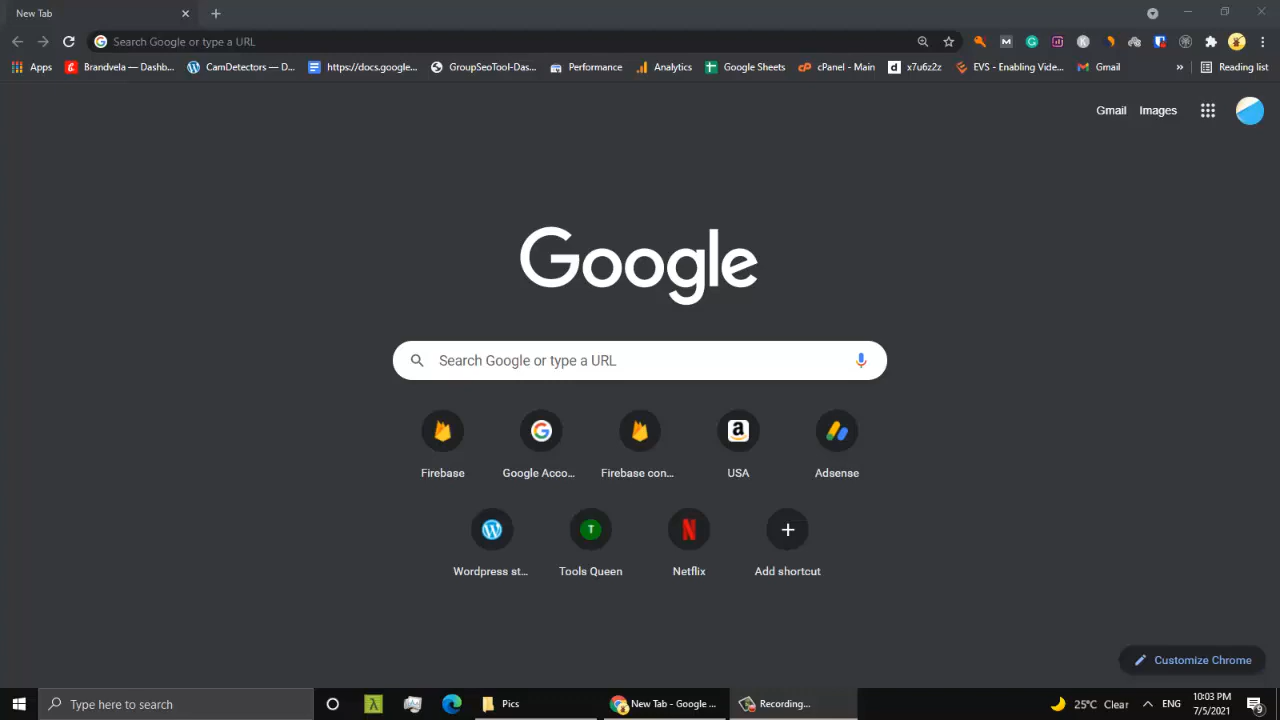 New Tab
Search Google or type a URL
Apps Brandvela — Dashb... CamDetectors — D... https://docs.google... GroupSeoTool-Das... Performance Analytics Google Sheets cPanel - Main x7u6z2z EVS - Enabling Vide... Gmail » Reading list
Gmail Images
Google
Search Google or type a URL
Firebase Google Acco... Firebase con... USA Adsense
T
Wordpress st... Tools Queen Netflix Add shortcut
Customize Chrome
Type here to search Pics New Tab - Google ... Recording... 25°C Clear ENG 10:03 PM
7/5/2021